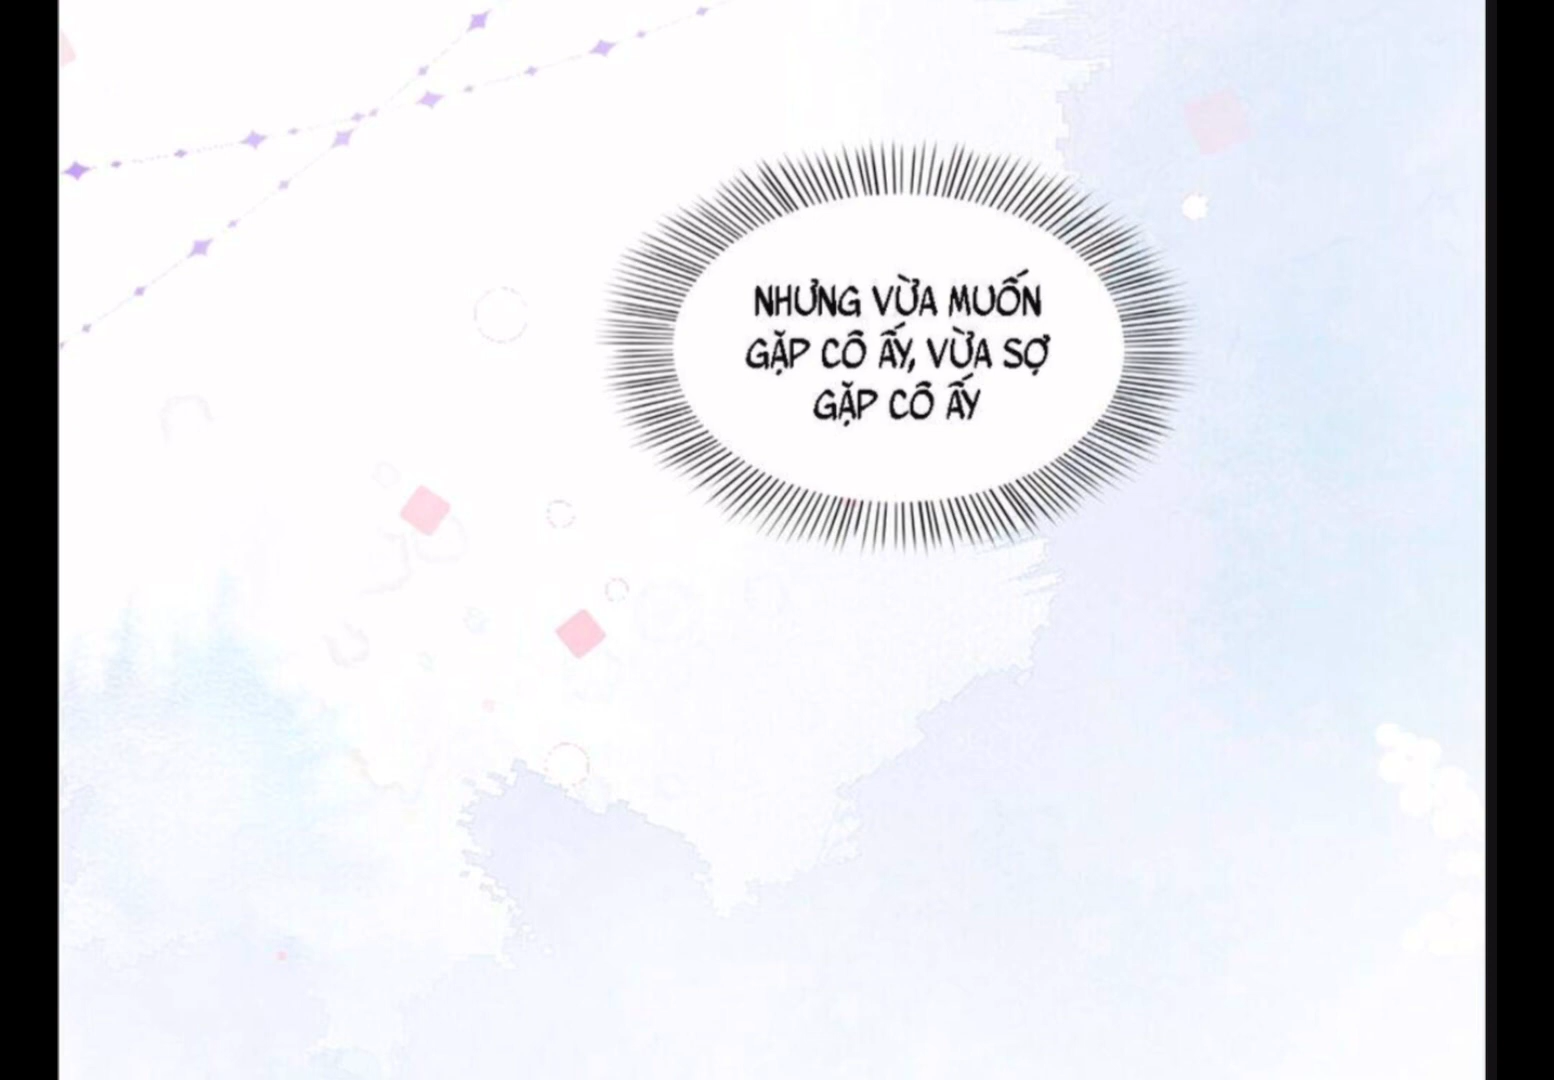 NHƯNG VỪA MUỐN
GẶP CÔ ẤY, VỪA SỢ
GẶP CÔ ẤY